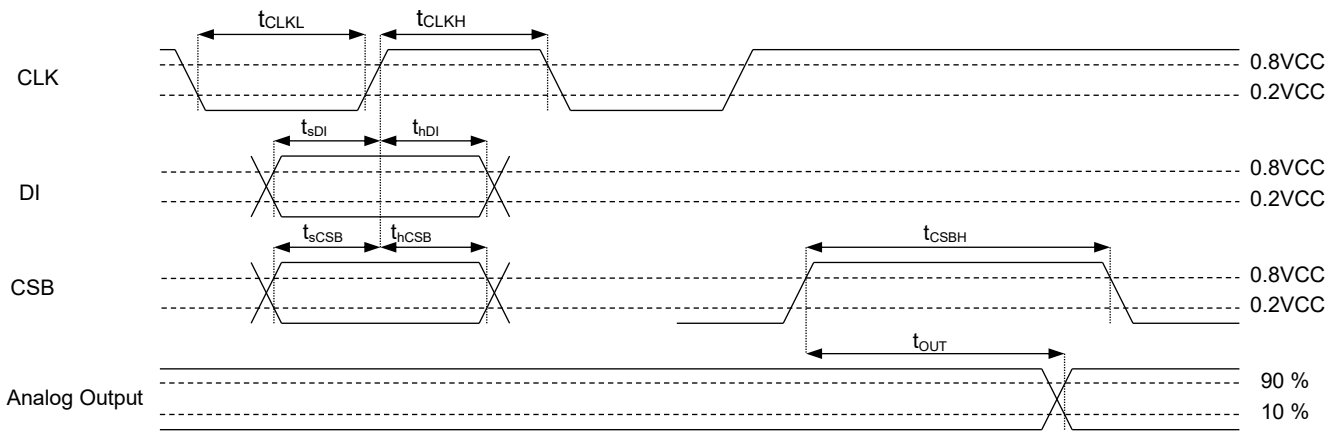 tCLKL tCLKH
CLK
0.8VCC
0.2VCC
tsDI thDI
DI
0.8VCC
0.2VCC
tsCSB thCSB tCSBH
CSB
0.8VCC
0.2VCC
tOUT
Analog Output
90 %
10 %